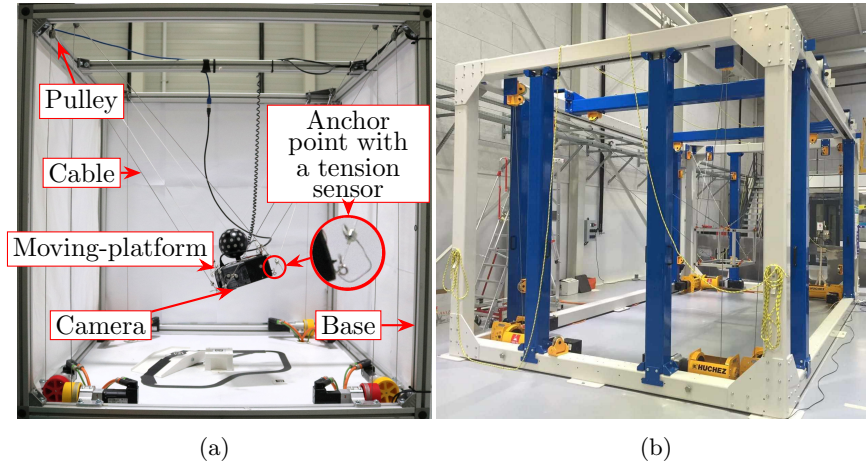 Pulley
Cable
Anchor
point with
a tension
sensor
Moving-platform
Camera
Base
HUCHEZ
(a)
(b)